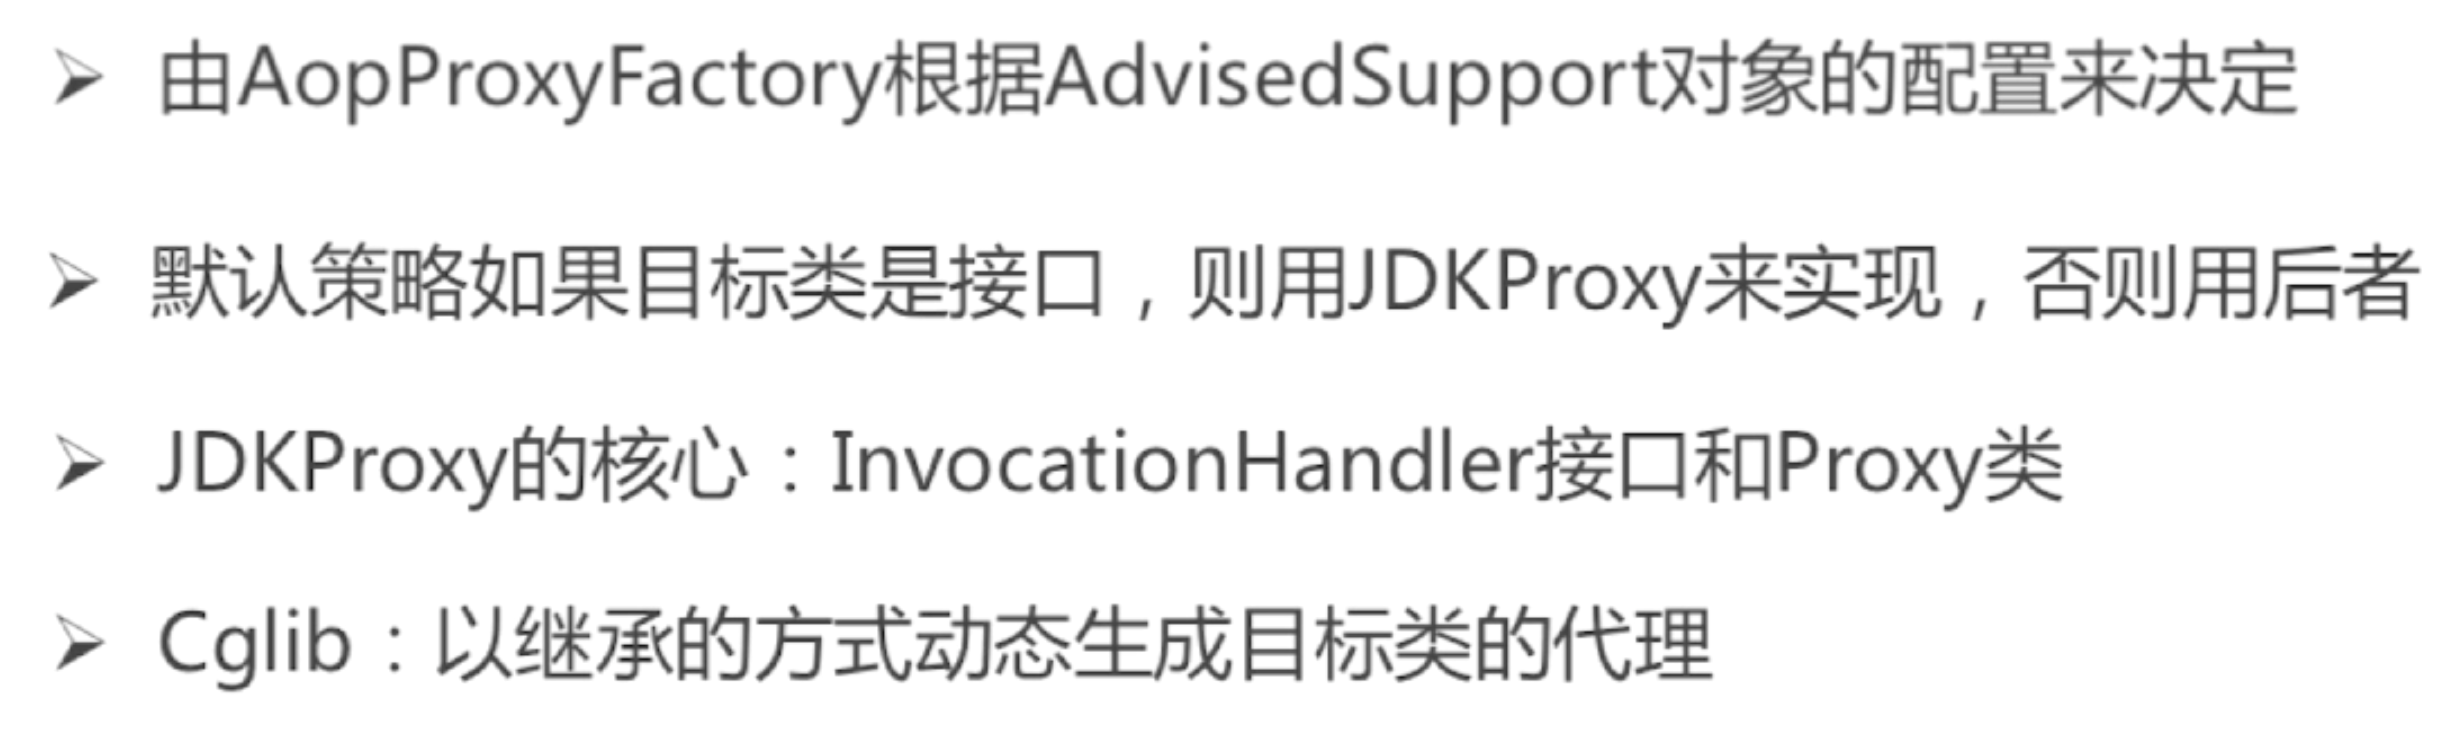 ➢ 由AopProxyFactory根据AdvisedSupport对象的配置来决定
➢ 默认策略如果目标类是接口，则用JDKProxy来实现，否则用后者
➢ JDKProxy的核心：InvocationHandler接口和Proxy类
➢ Cglib：以继承的方式动态生成目标类的代理